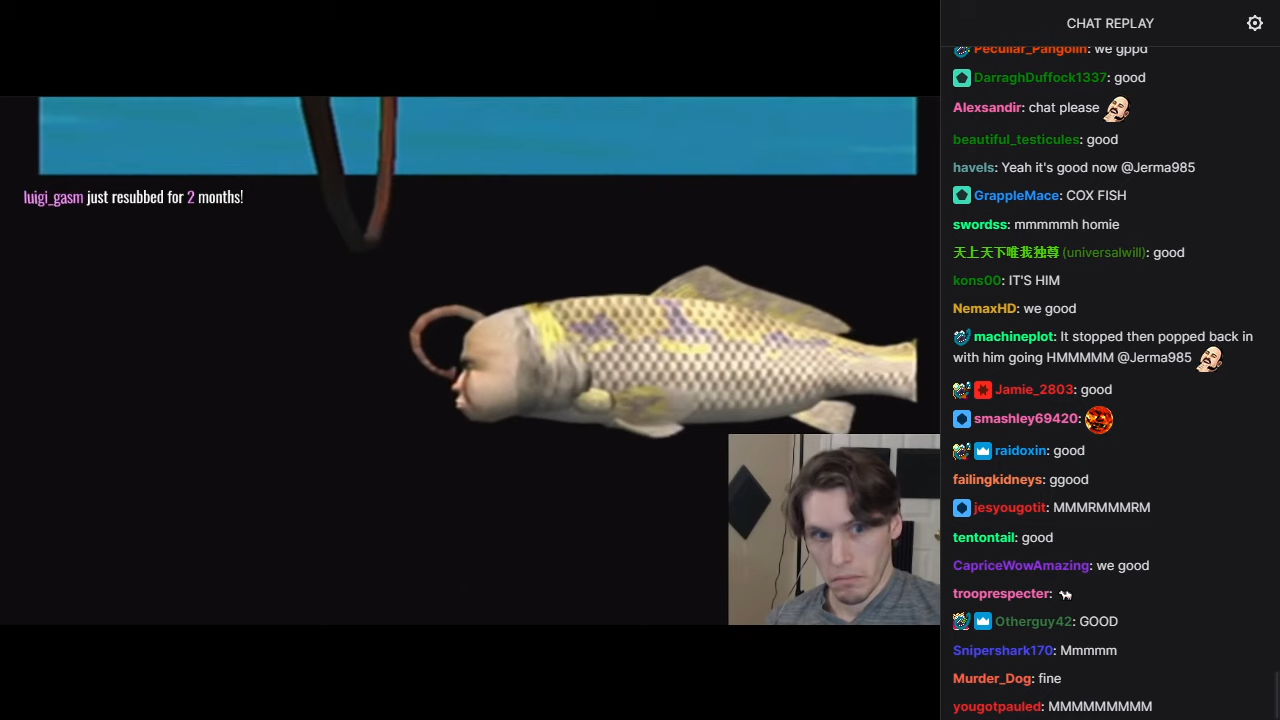 CHAT REPLAY
Peculiar_Pangolin: we gppd
DarraghDuffock1337: good
Alexsandir: chat please
beautiful_testicules: good
havels: Yeah it's good now @Jerma985
GrappleMace: COX FISH
swordss: mmmmmh homie
天上天下唯我独尊 (universalwill): good
kons00: IT'S HIM
NemaxHD: we good
machineplot: It stopped then popped back in
with him going HMMMMM @Jerma985
Jamie_2803: good
smashley69420:
raidoxin: good
failingkidneys: ggood
jesyougotit: MMMRMMMRM
tentontail: good
CapriceWowAmazing: we good
trooprespecter:
Otherguy42: GOOD
Snipershark170: Mmmmm
Murder_Dog: fine
yougotpauled: MMMMMMMMM
luigi_gasm just resubbed for 2 months!